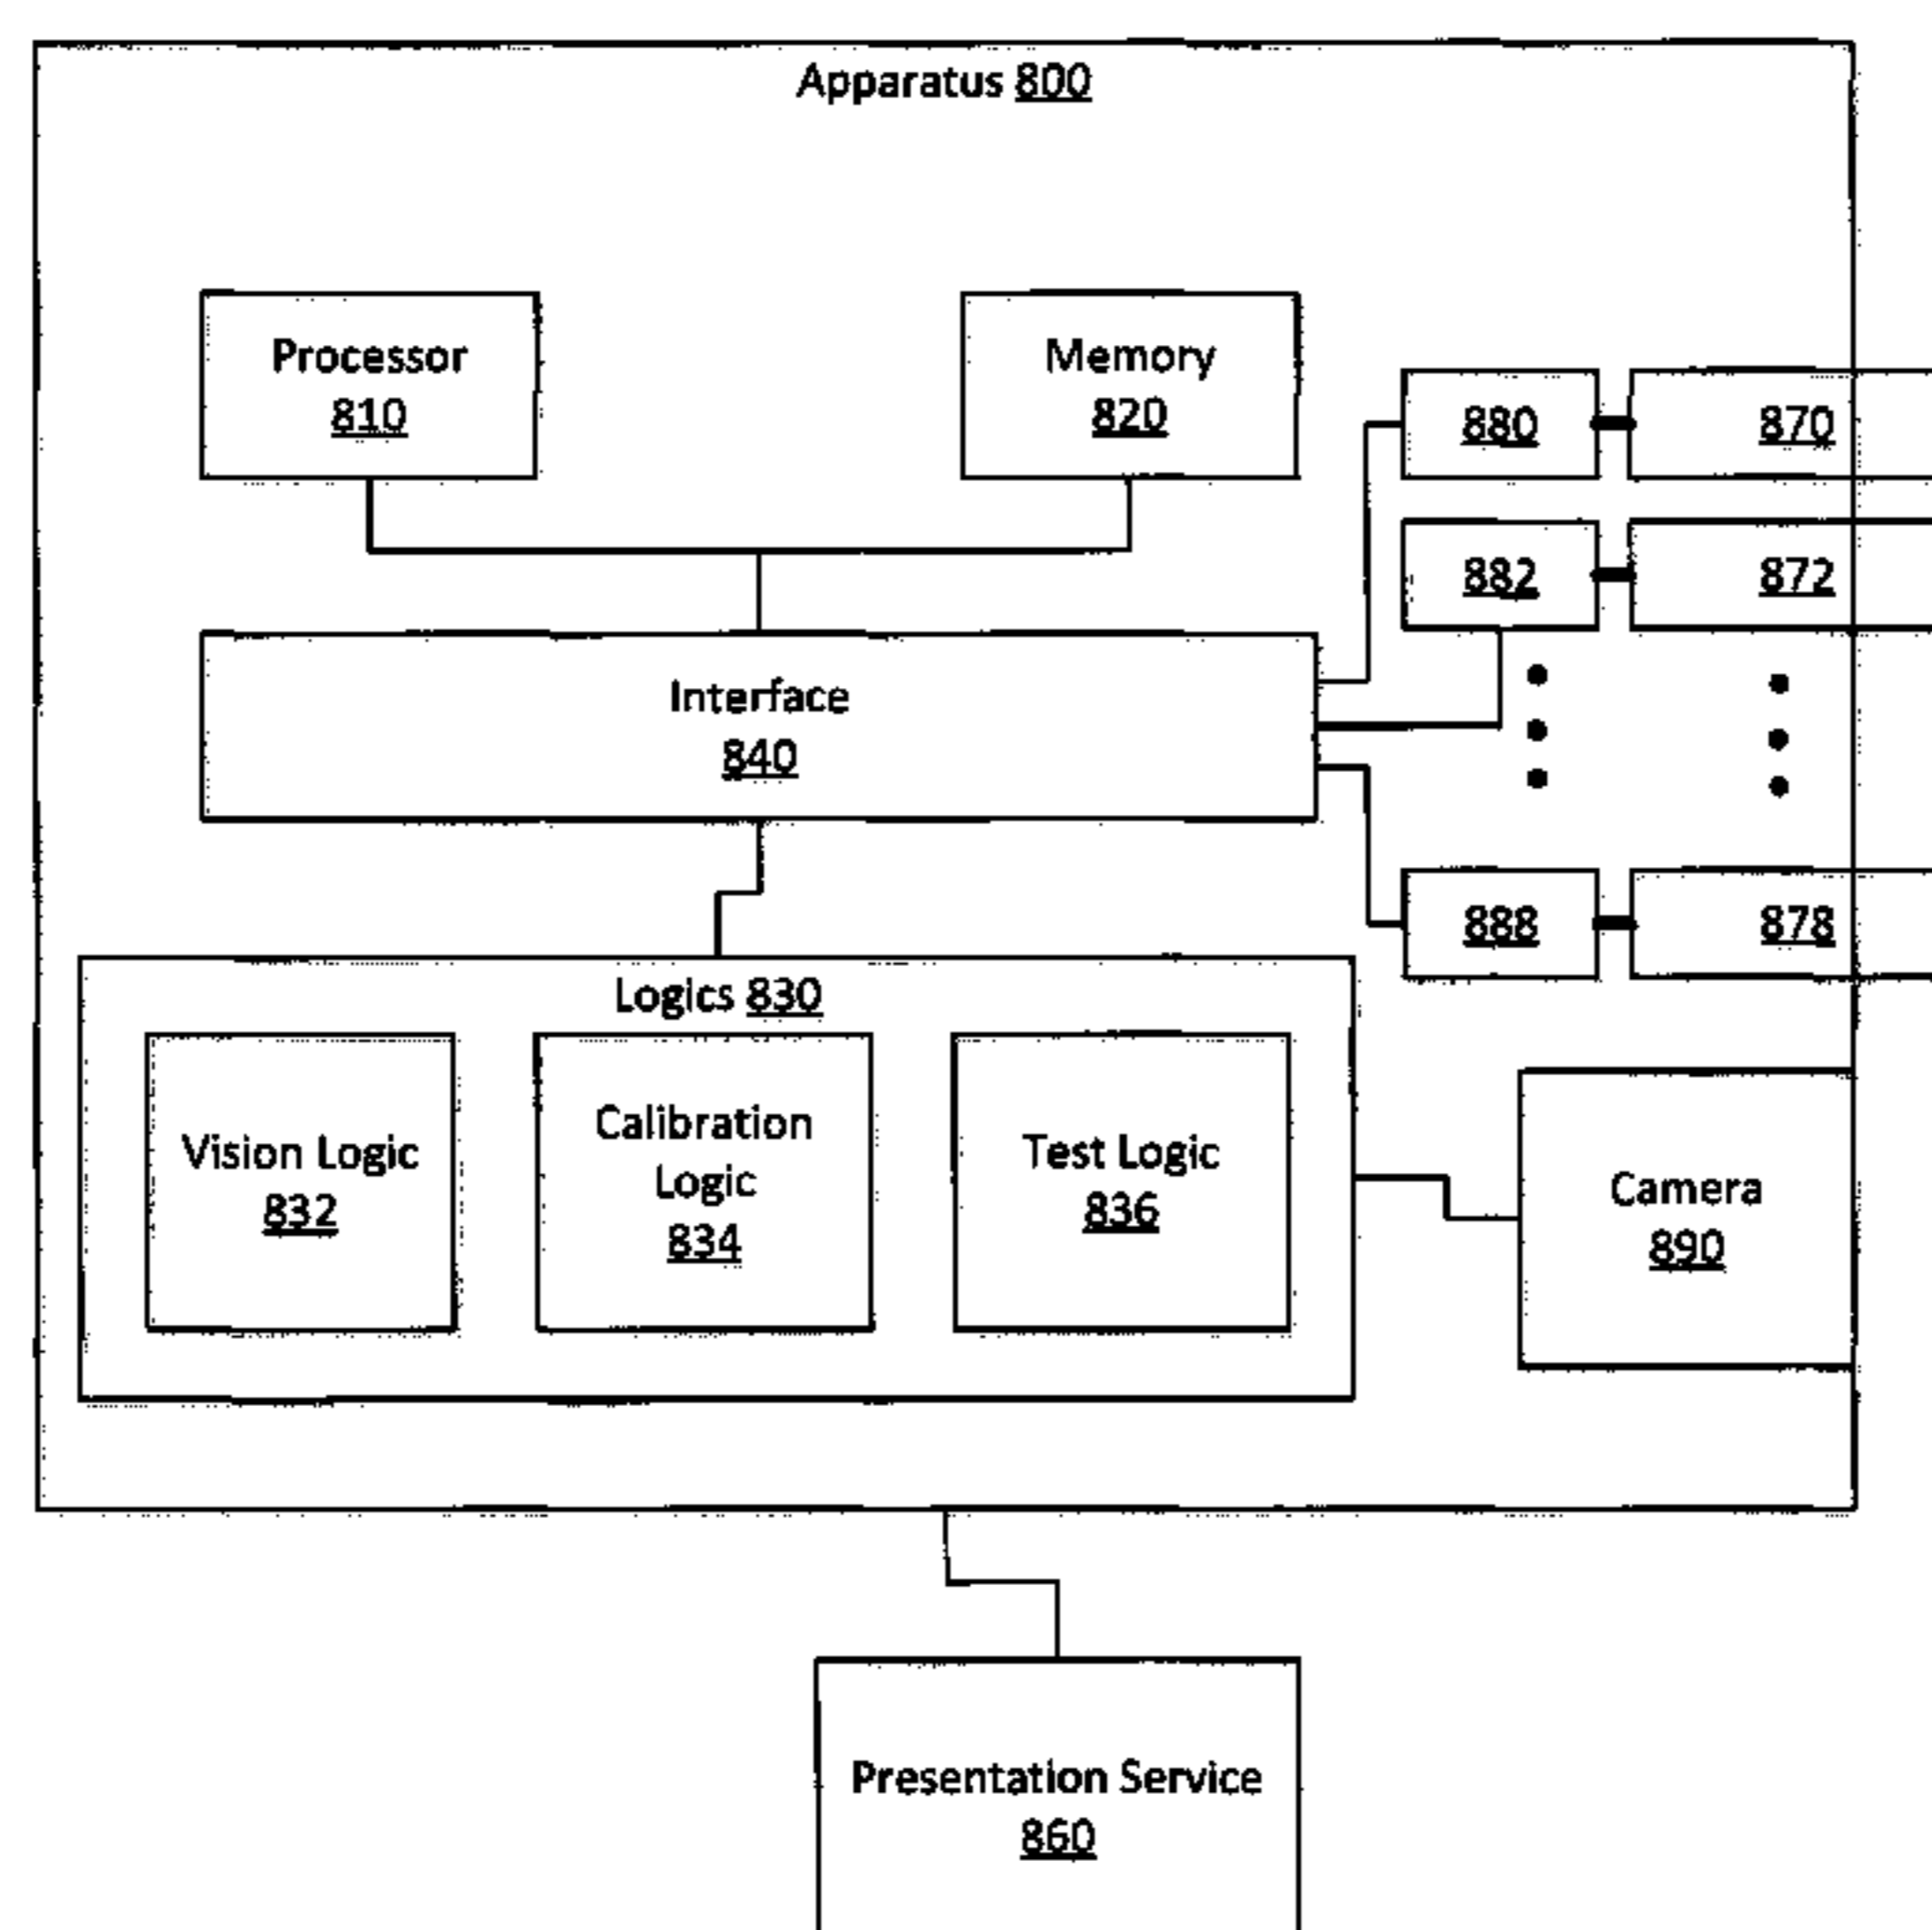 Apparatus 800
Processor
810
Memory
820
880
870
882
872
Interface
840
888
878
Logics 830
Vision Logic
832
Calibration
Logic
834
Test Logic
836
Camera
890
Presentation Service
860